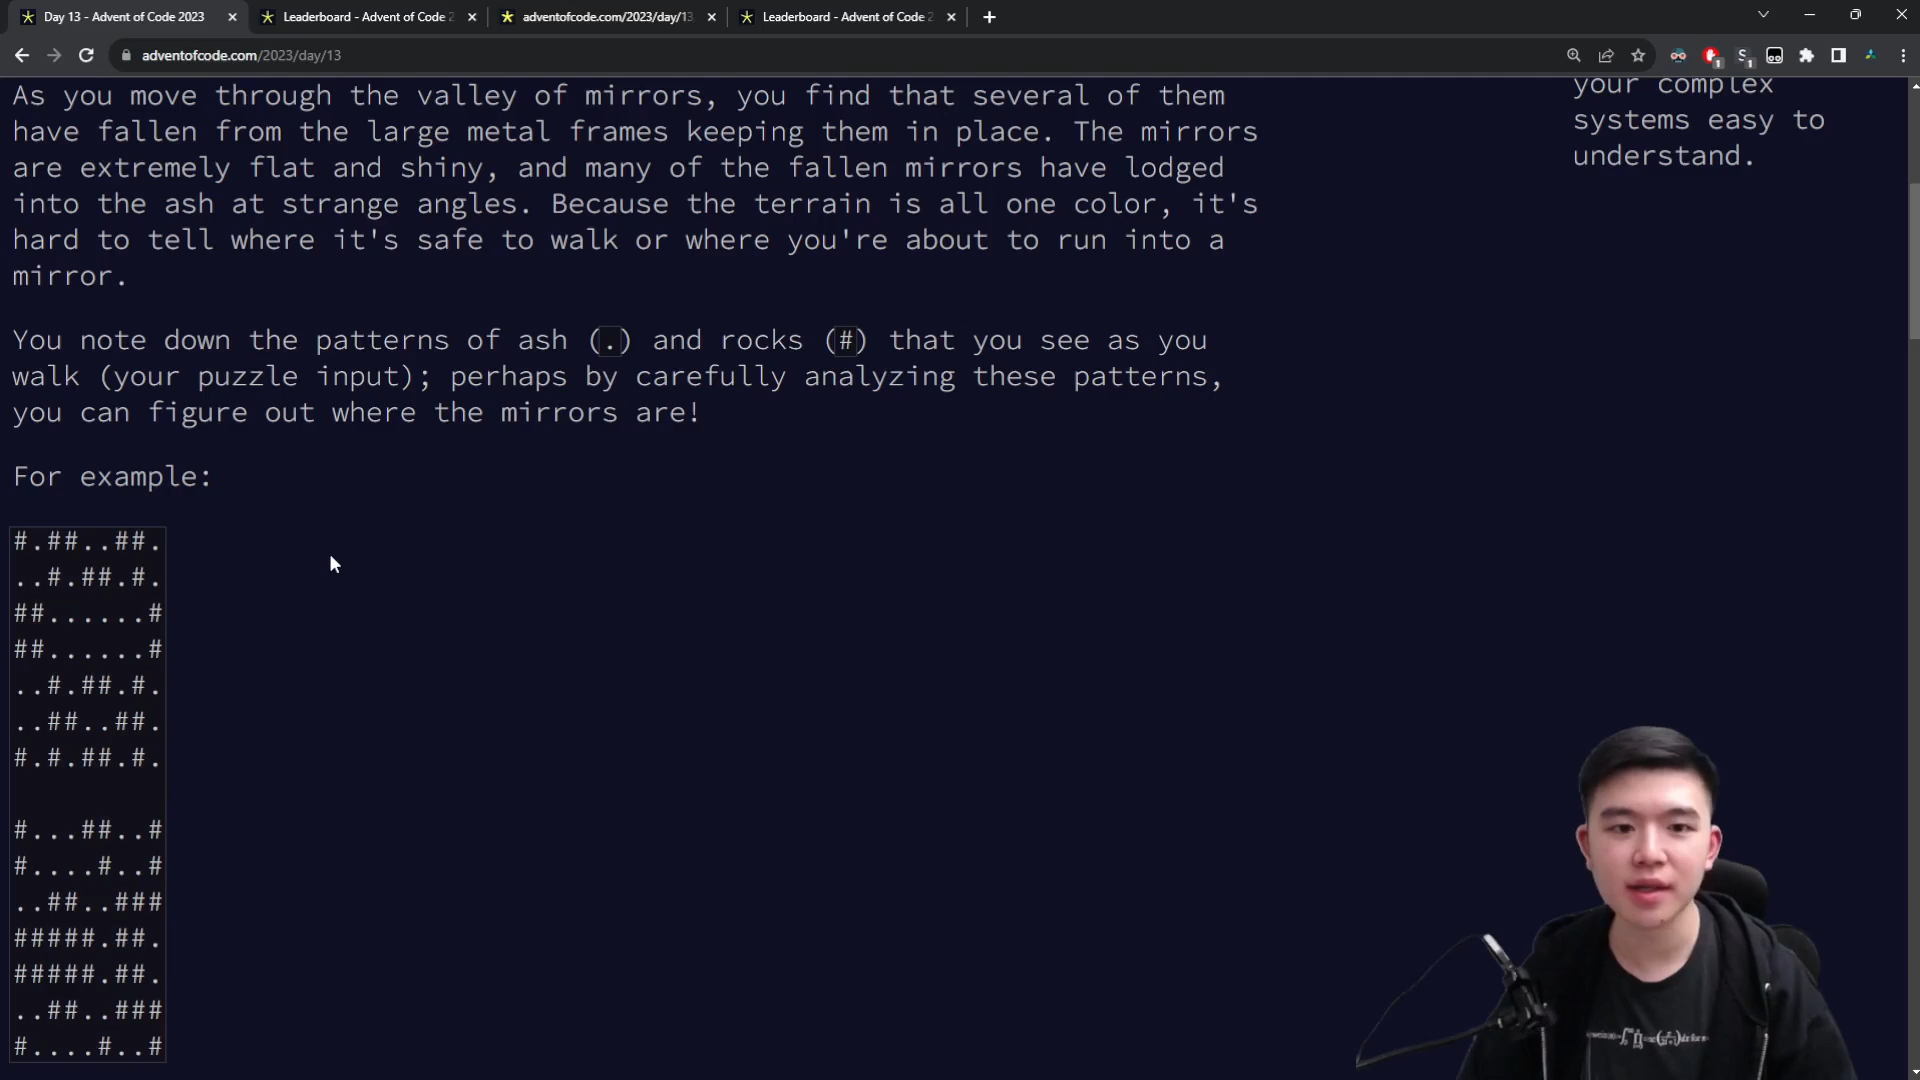 Day 13 - Advent of Code 2023
Leaderboard - Advent of Code 2
adventofcode.com/2023/day/13
Leaderboard - Advent of Code 2
adventofcode.com/2023/day/13
As you move through the valley of mirrors, you find that several of them
have fallen from the large metal frames keeping them in place. The mirrors
are extremely flat and shiny, and many of the fallen mirrors have lodged
into the ash at strange angles. Because the terrain is all one color, it's
hard to tell where it's safe to walk or where you're about to run into a
mirror.
You note down the patterns of ash (.) and rocks (#) that you see as you
walk (your puzzle input); perhaps by carefully analyzing these patterns,
you can figure out where the mirrors are!
For example:
#.##..##.
..#.##.#.
##......#
##......#
..#.##.#.
..##..##.
#.#.##.#.
#...##..#
#....#..#
..##..###
#####.##.
#####.##.
..##..###
#....#..#
your complex
systems easy to
understand.